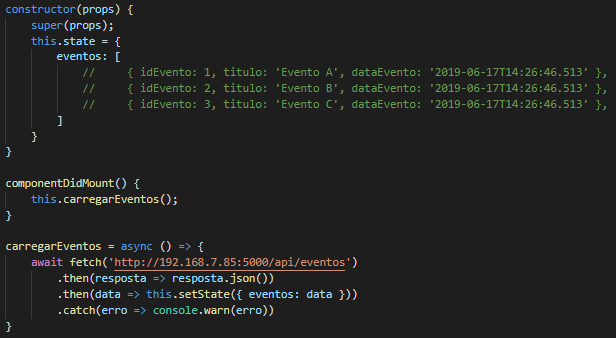 constructor(props) {
super(props);
this.state = {
eventos: [
//     { idEvento: 1, titulo: 'Evento A', dataEvento: '2019-06-17T14:26:46.513' },
//     { idEvento: 2, titulo: 'Evento B', dataEvento: '2019-06-17T14:26:46.513' },
//     { idEvento: 3, titulo: 'Evento C', dataEvento: '2019-06-17T14:26:46.513' },
]
}
}
componentDidMount() {
this.carregarEventos();
}
carregarEventos = async () => {
await fetch('http://192.168.7.85:5000/api/eventos')
.then(resposta => resposta.json())
.then(data => this.setState({ eventos: data }))
.catch(erro => console.warn(erro))
}